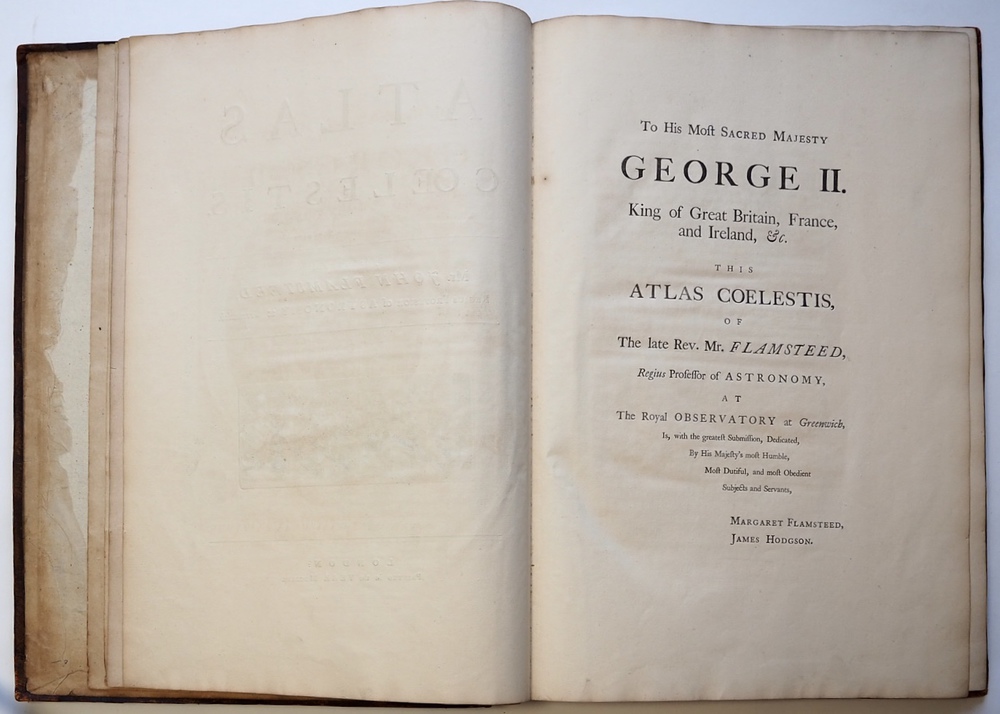 ATLAS
COELESTIS
To His Moſt SACRED MAJESTY
GEORGE II.
King of Great Britain, France,
and Ireland, &c.
THIS
ATLAS COELESTIS,
OF
The late Rev. Mr. FLAMSTEED,
Regius Profeſſor of ASTRONOMY,
AT
The Royal OBSERVATORY at Greenwich,
Is, with the greateſt Submiſſion, Dedicated,
By His Majeſty's moſt Humble,
Moſt Dutiful, and moſt Obedient
Subjects and Servants,
MARGARET FLAMSTEED,
JAMES HODGSON.